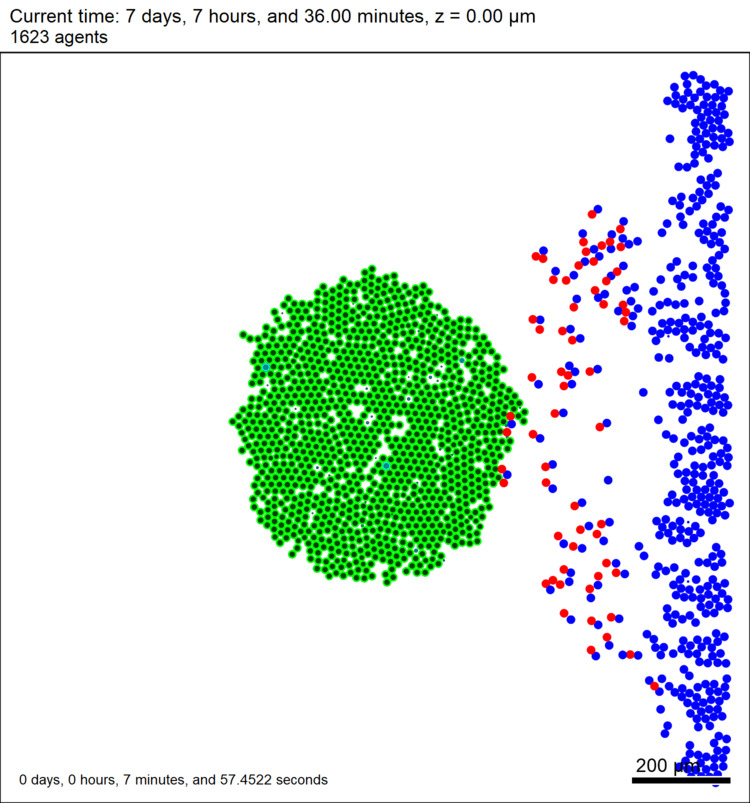 Current time: 7 days, 7 hours, and 36.00 minutes, z = 0.00 μm
1623 agents
200 μm
0 days, 0 hours, 7 minutes, and 57.4522 seconds